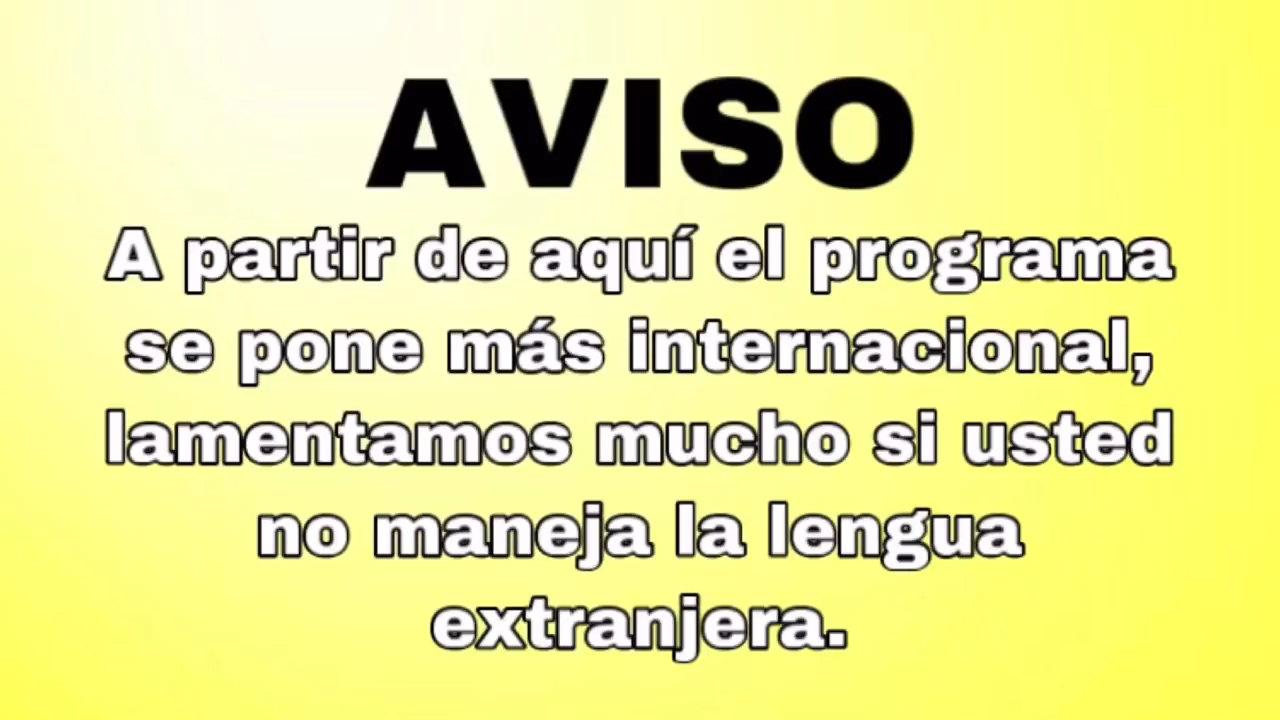 AVISO
A partir de aquí el programa
se pone más internacional,
lamentamos mucho si usted
no maneja la lengua
extranjera.